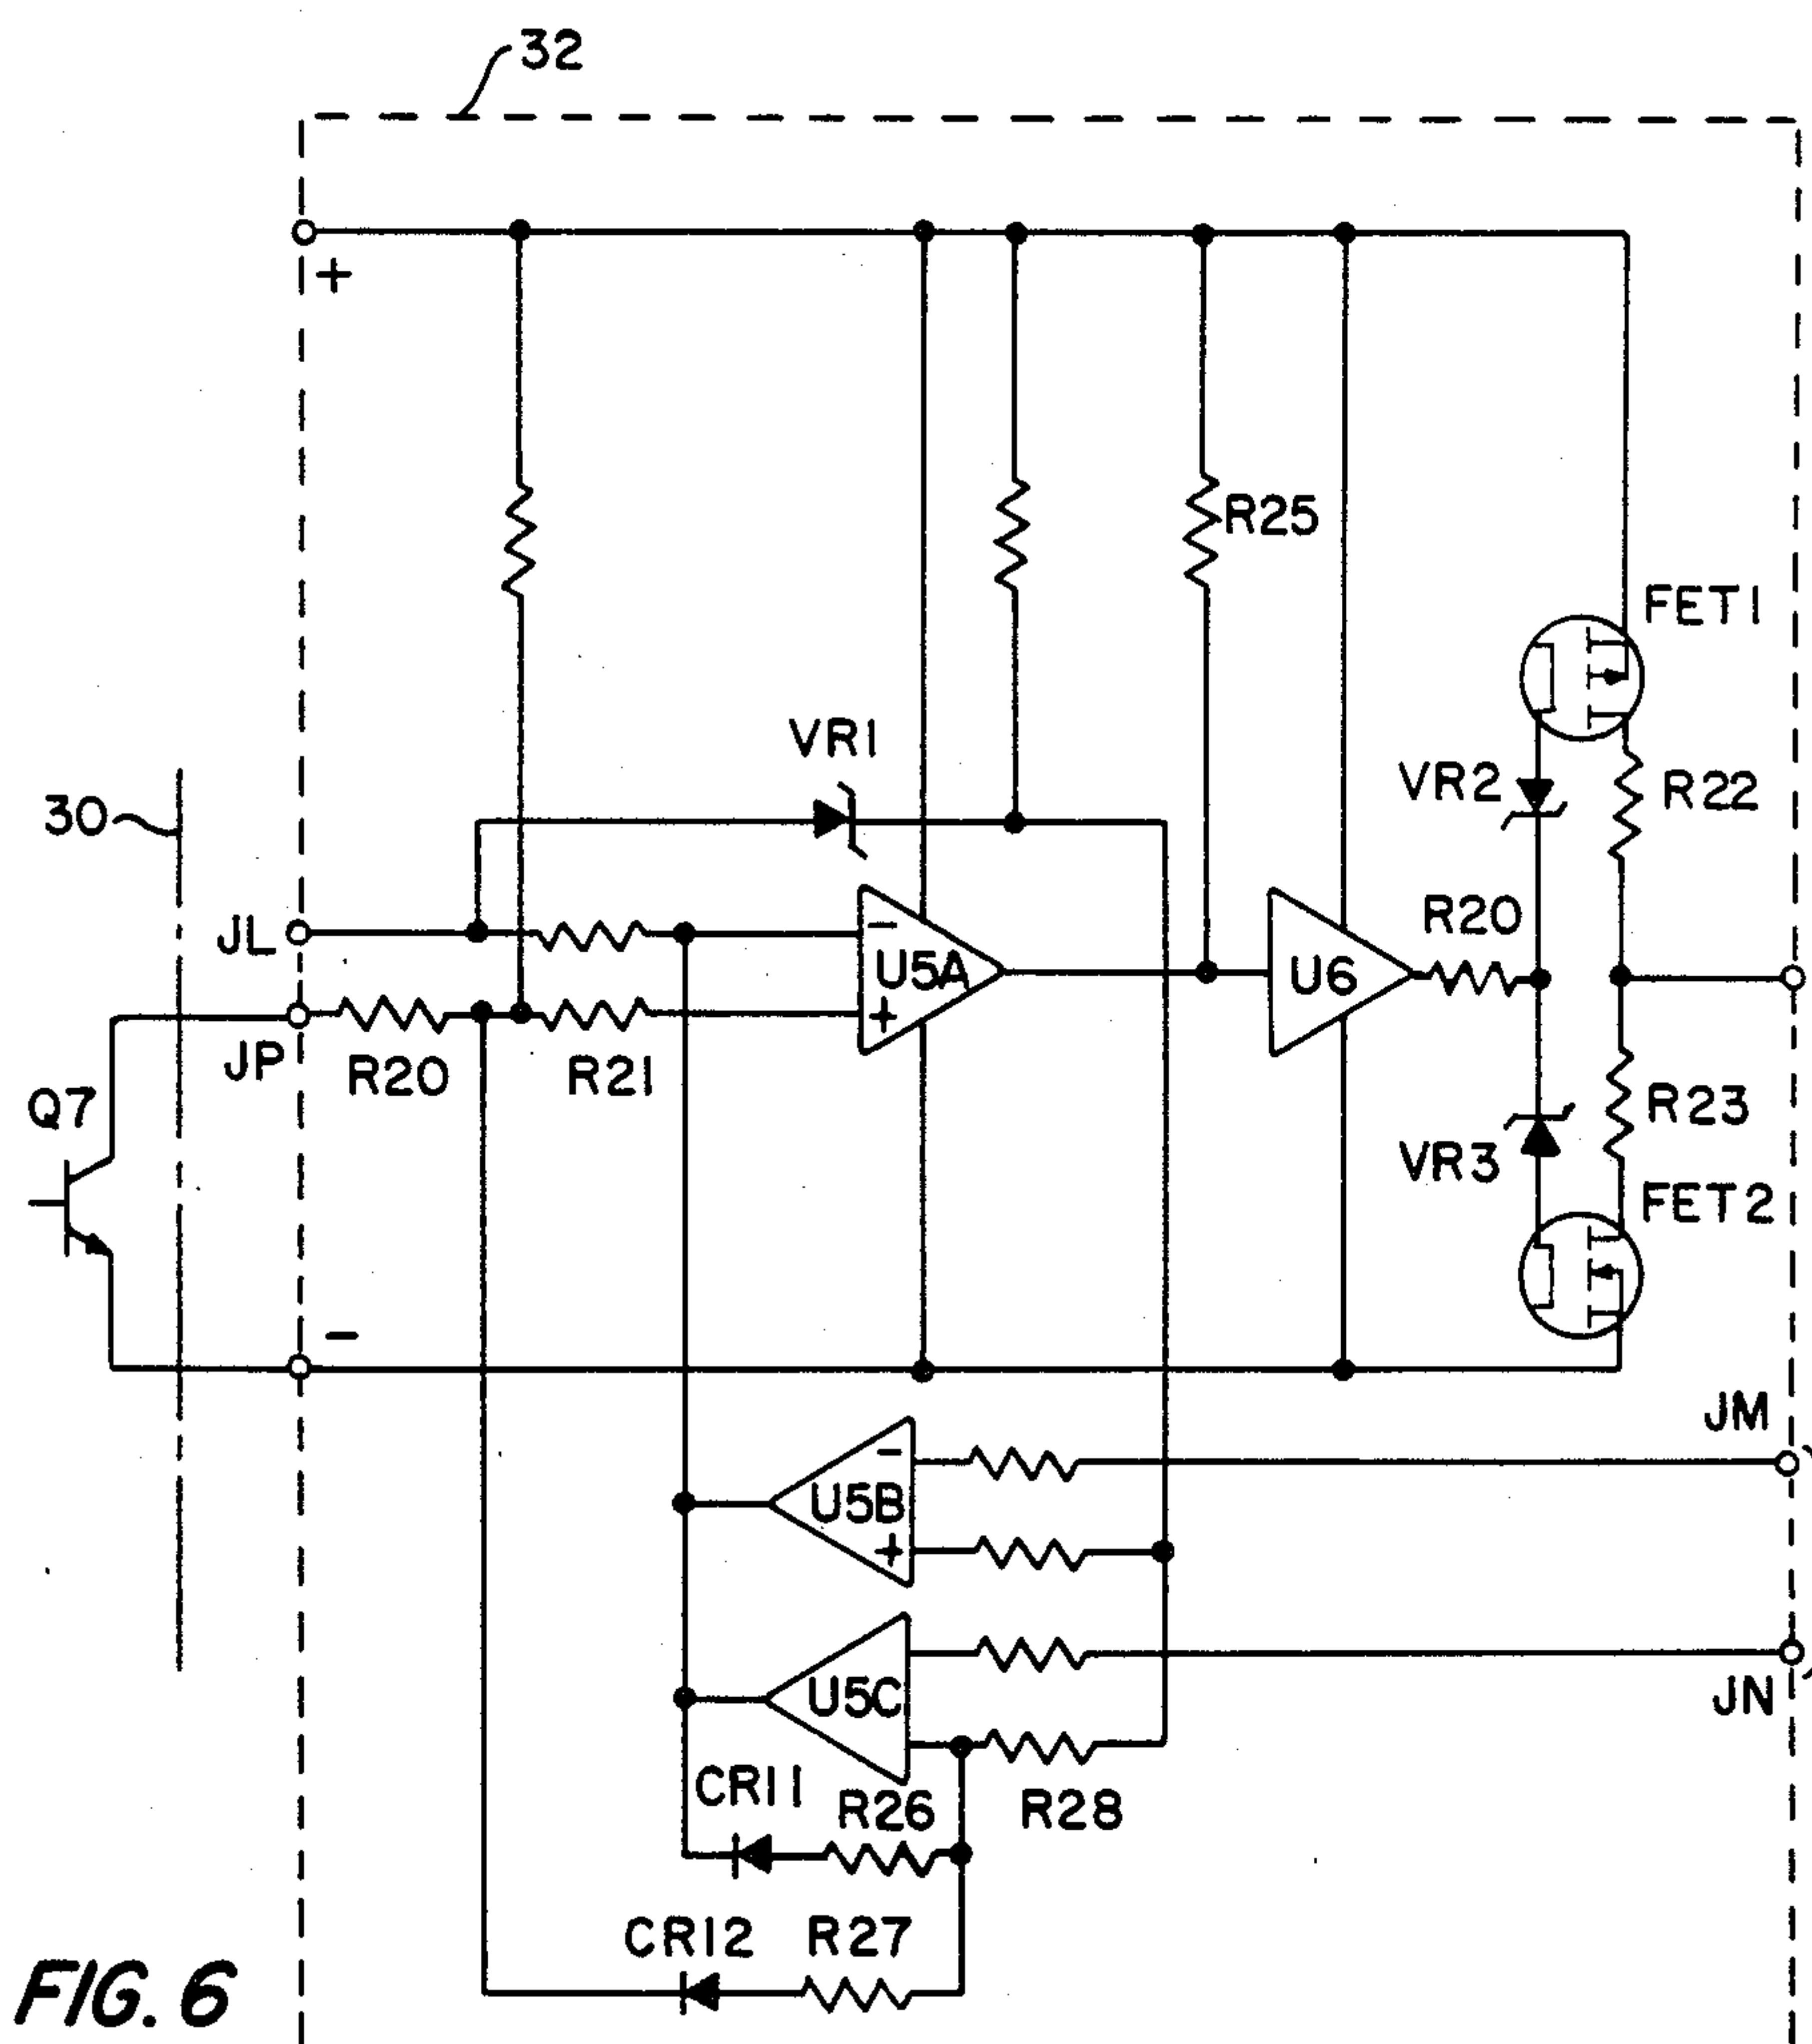 32
+
R25
FET1
VR1
VR2
R22
30
JL
-
U5A
U6
R20
+
JP
R20
R21
Q7
R23
VR3
FET2
-
JM
-
U5B
+
U5C
JN
CR11
R26
R28
CR12
R27
FIG. 6